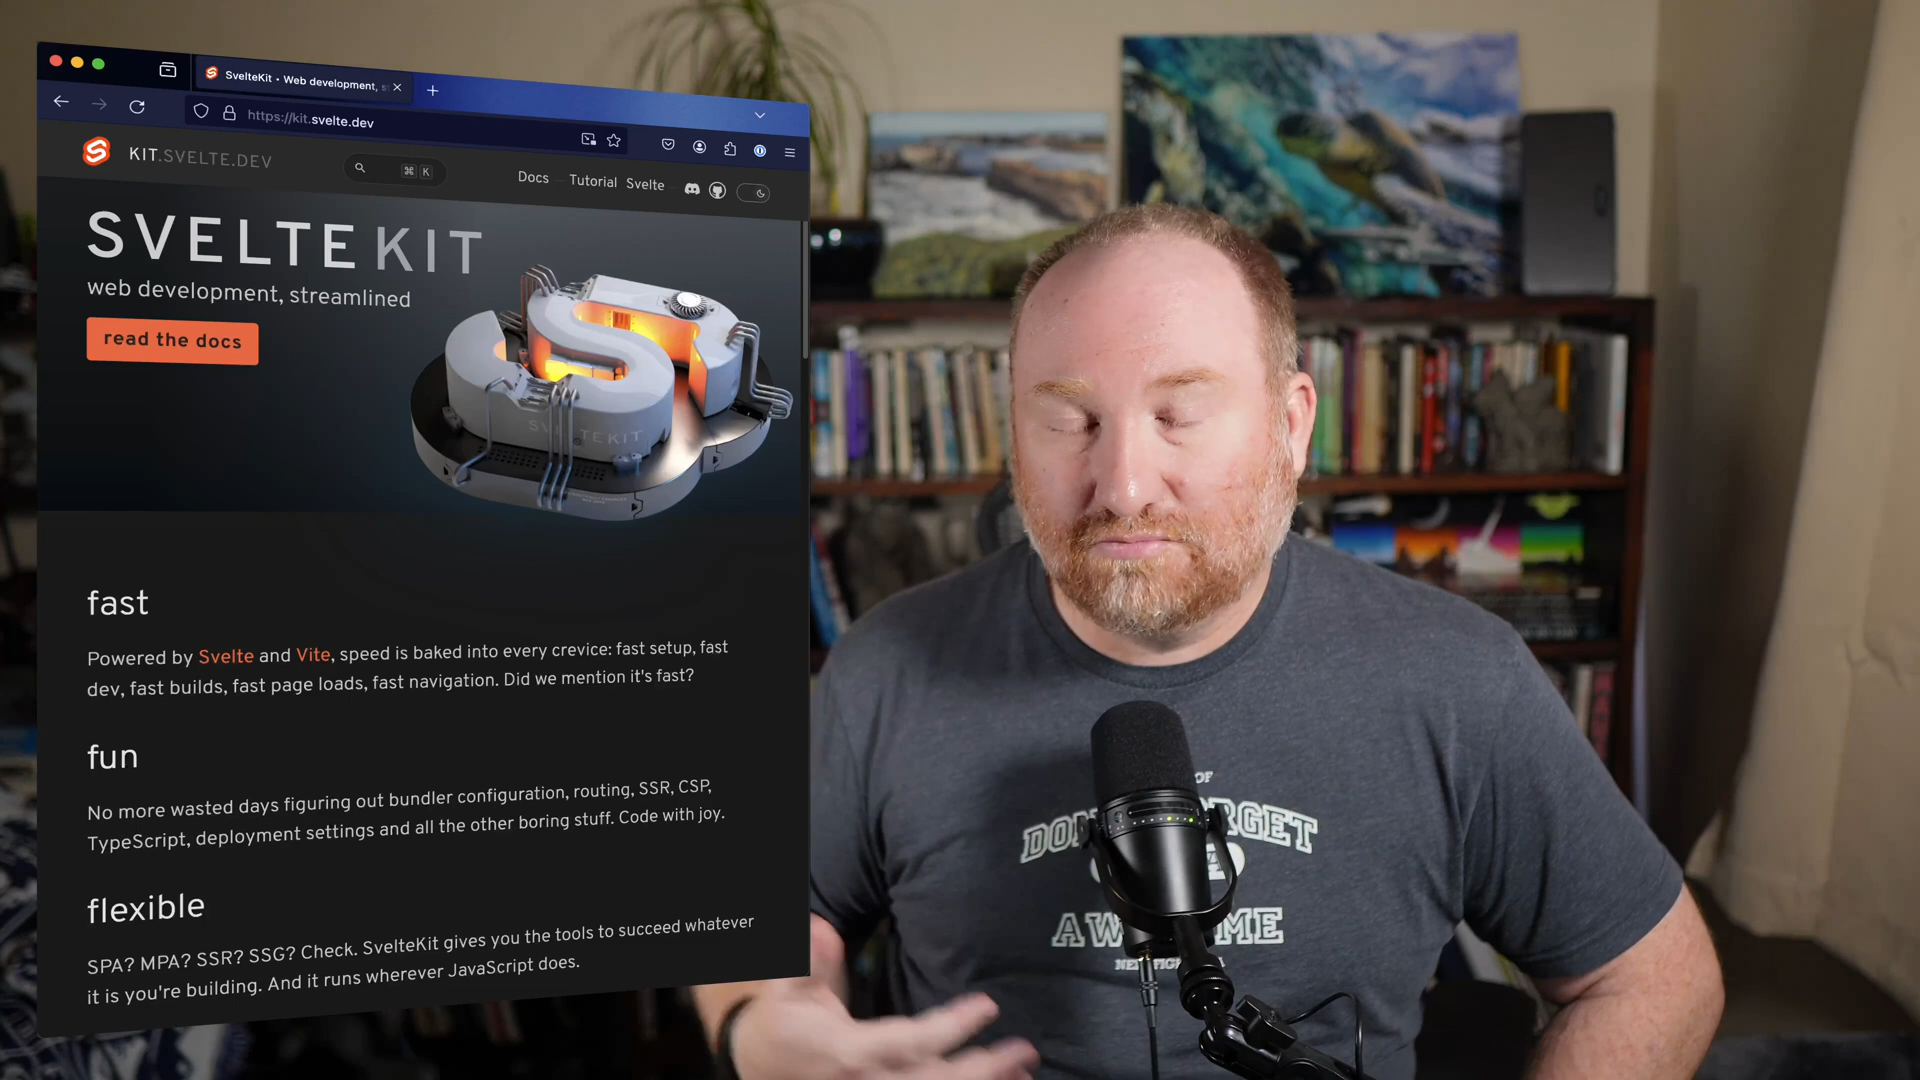 SvelteKit • Web development, s
https://kit.svelte.dev
KIT.SVELTE.DEV
⌘ K
Docs Tutorial Svelte
SVELTE KIT
web development, streamlined
read the docs
SVELTEKIT
fast
Powered by Svelte and Vite, speed is baked into every crevice: fast setup, fast
dev, fast builds, fast page loads, fast navigation. Did we mention it's fast?
fun
No more wasted days figuring out bundler configuration, routing, SSR, CSP,
TypeScript, deployment settings and all the other boring stuff. Code with joy.
flexible
SPA? MPA? SSR? SSG? Check. SvelteKit gives you the tools to succeed whatever
it is you're building. And it runs wherever JavaScript does.
OF